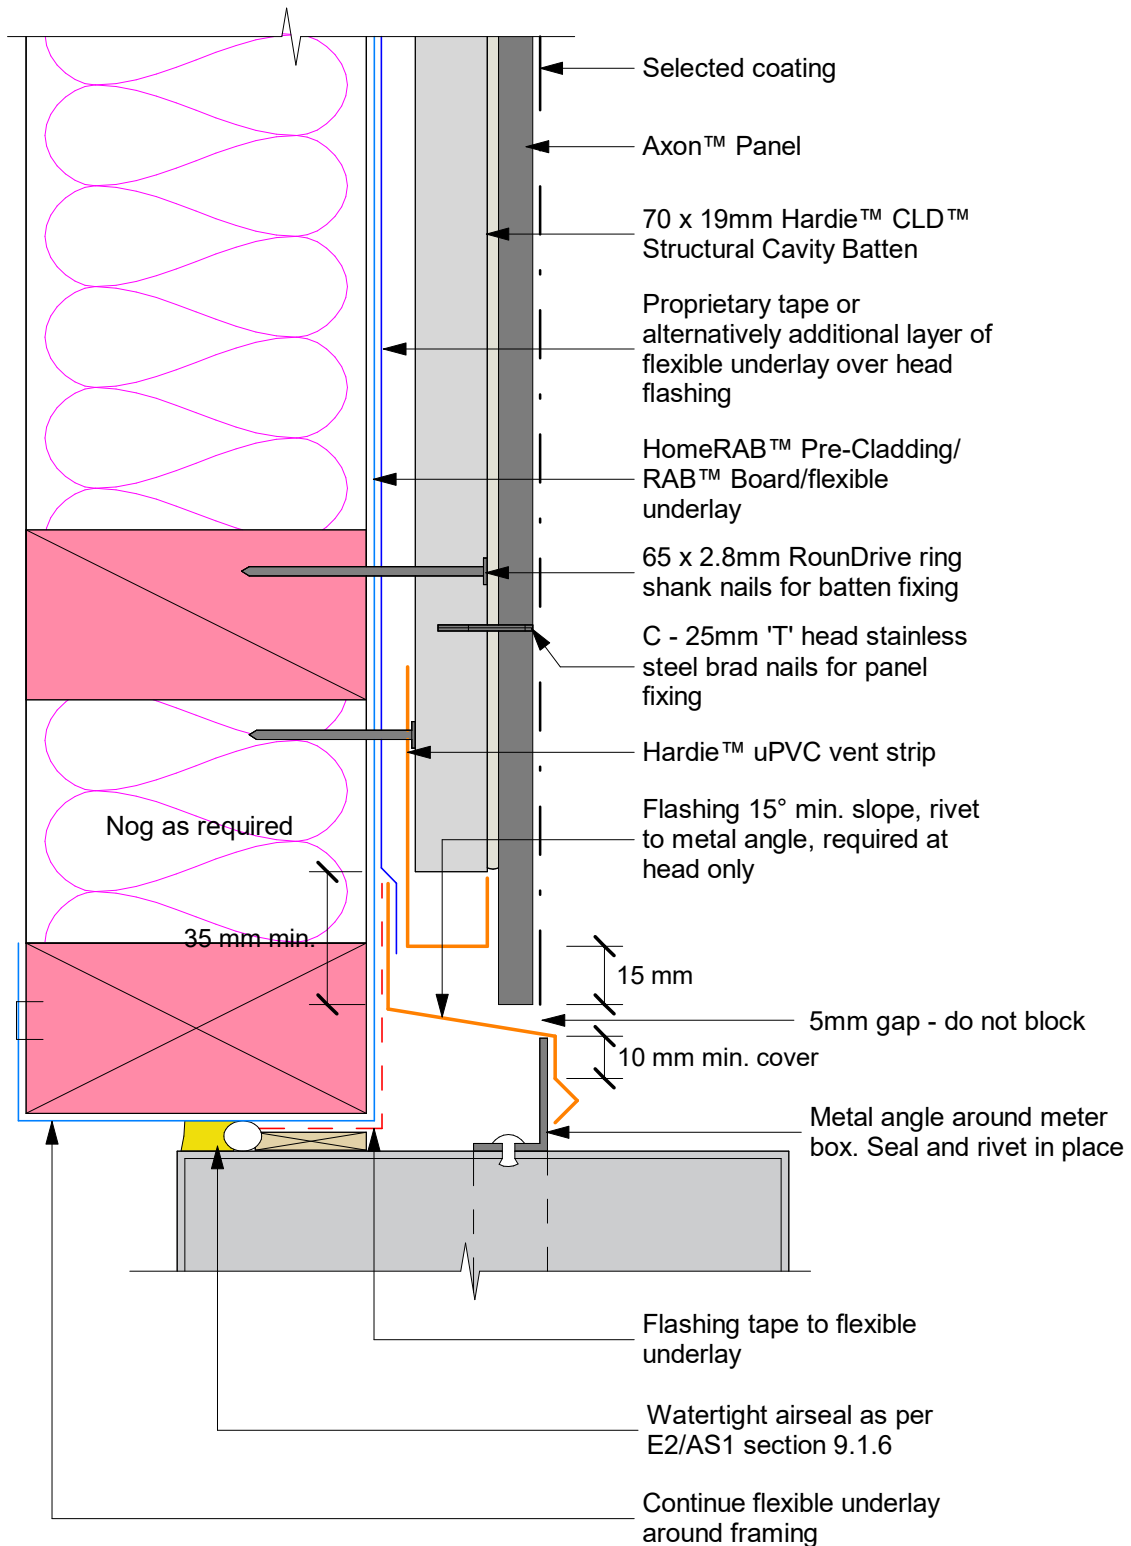 Selected coating
Axon™ Panel
70 x 19mm Hardie™ CLD™
Structural Cavity Batten
Proprietary tape or
alternatively additional layer of
flexible underlay over head
flashing
HomeRAB™ Pre-Cladding/
RAB™ Board/flexible
underlay
65 x 2.8mm RounDrive ring
shank nails for batten fixing
C - 25mm 'T' head stainless
steel brad nails for panel
fixing
Hardie™ uPVC vent strip
Flashing 15° min. slope, rivet
to metal angle, required at
head only
Nog as required
35 mm min.
15 mm
5mm gap - do not block
10 mm min. cover
Metal angle around meter
box. Seal and rivet in place
Flashing tape to flexible
underlay
Watertight airseal as per
E2/AS1 section 9.1.6
Continue flexible underlay
around framing